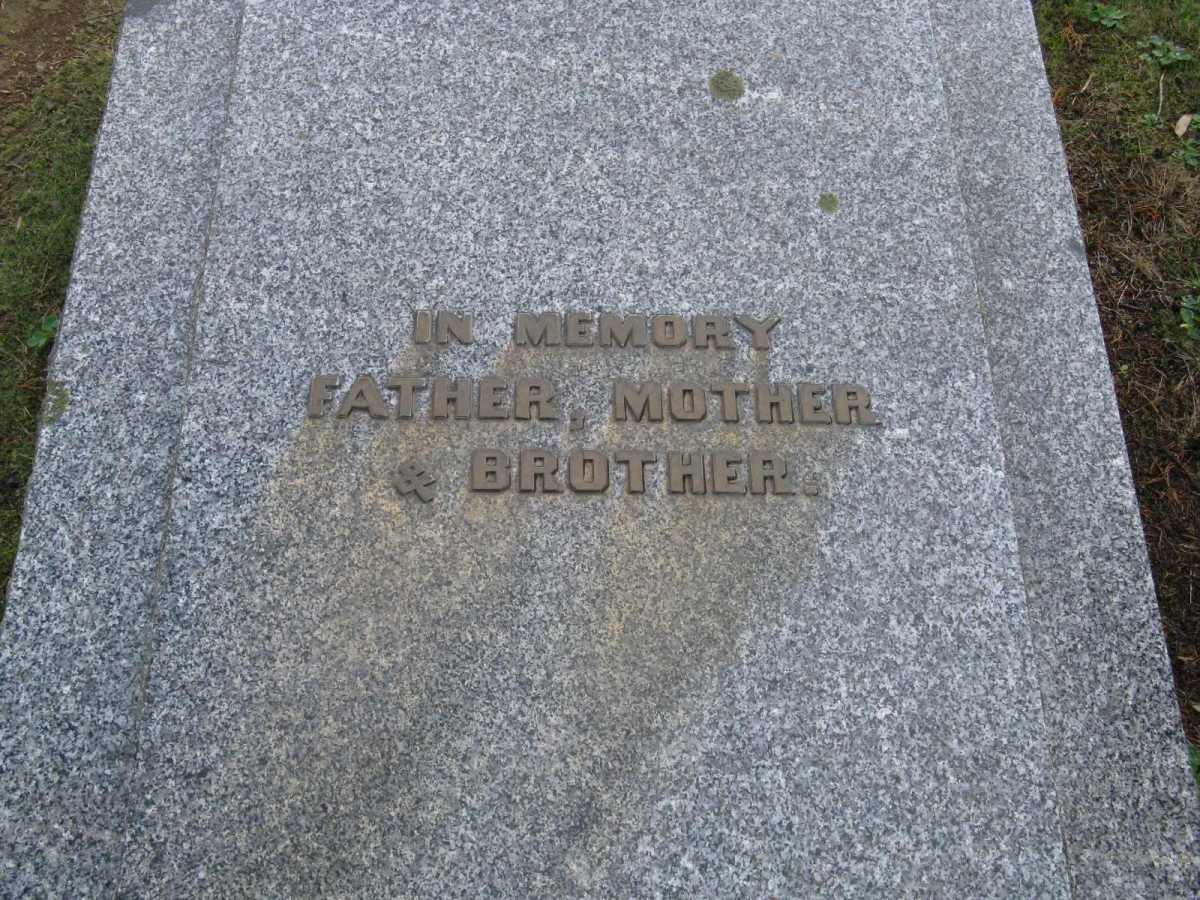 IN MEMORY
FATHER, MOTHER
& BROTHER.